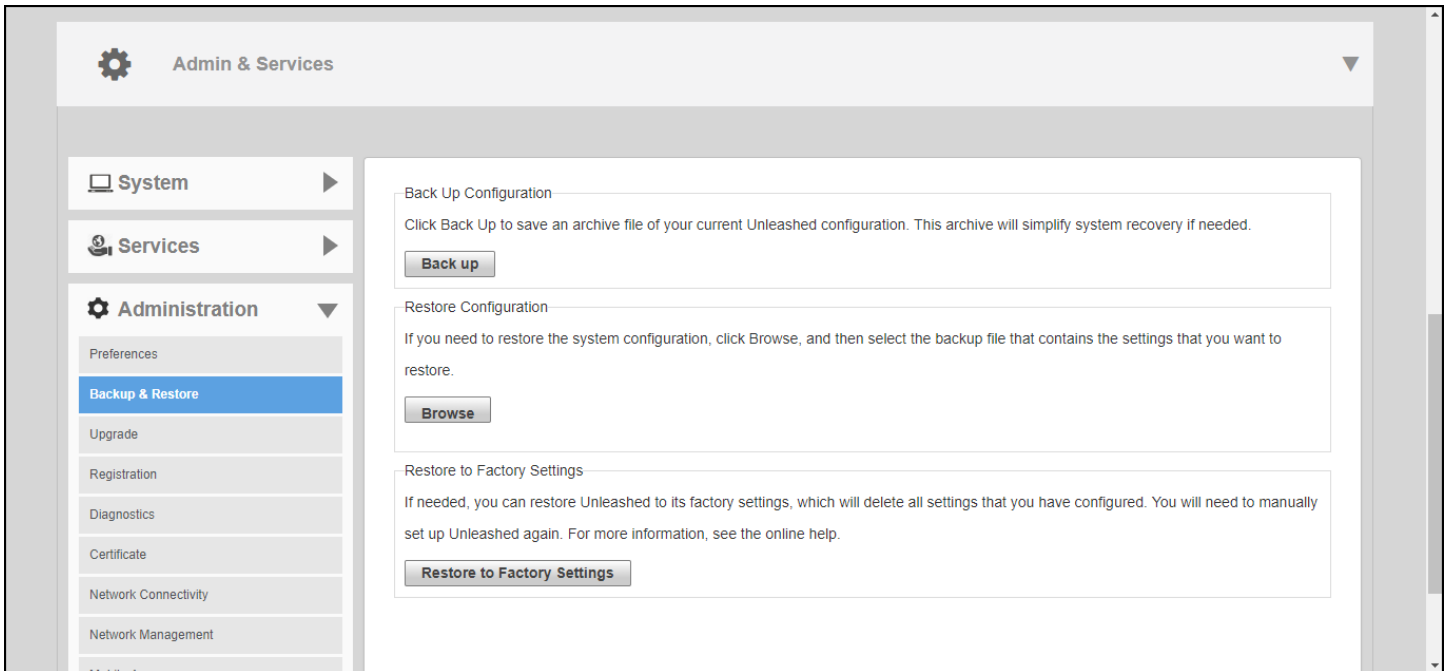 Admin & Services
System
Services
Administration
Preferences
Backup & Restore
Upgrade
Registration
Diagnostics
Certificate
Network Connectivity
Network Management
Back Up Configuration
Click Back Up to save an archive file of your current Unleashed configuration. This archive will simplify system recovery if needed.
Back up
Restore Configuration
If you need to restore the system configuration, click Browse, and then select the backup file that contains the settings that you want to
restore.
Browse
Restore to Factory Settings
If needed, you can restore Unleashed to its factory settings, which will delete all settings that you have configured. You will need to manually
set up Unleashed again. For more information, see the online help.
Restore to Factory Settings